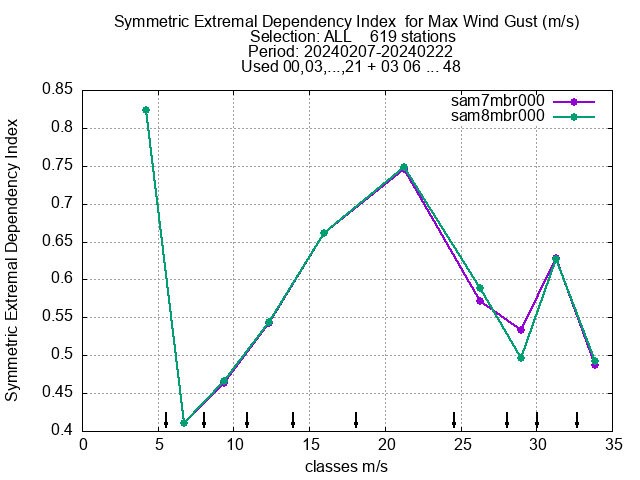 Symmetric Extremal Dependency Index  for Max Wind Gust (m/s)
Selection: ALL    619 stations
Period: 20240207-20240222
Used 00,03,...,21 + 03 06 ... 48
sam7mbr000
sam8mbr000
Symmetric Extremal Dependency Index
0.85
0.8
0.75
0.7
0.65
0.6
0.55
0.5
0.45
0.4
0 5 10 15 20 25 30 35
classes m/s